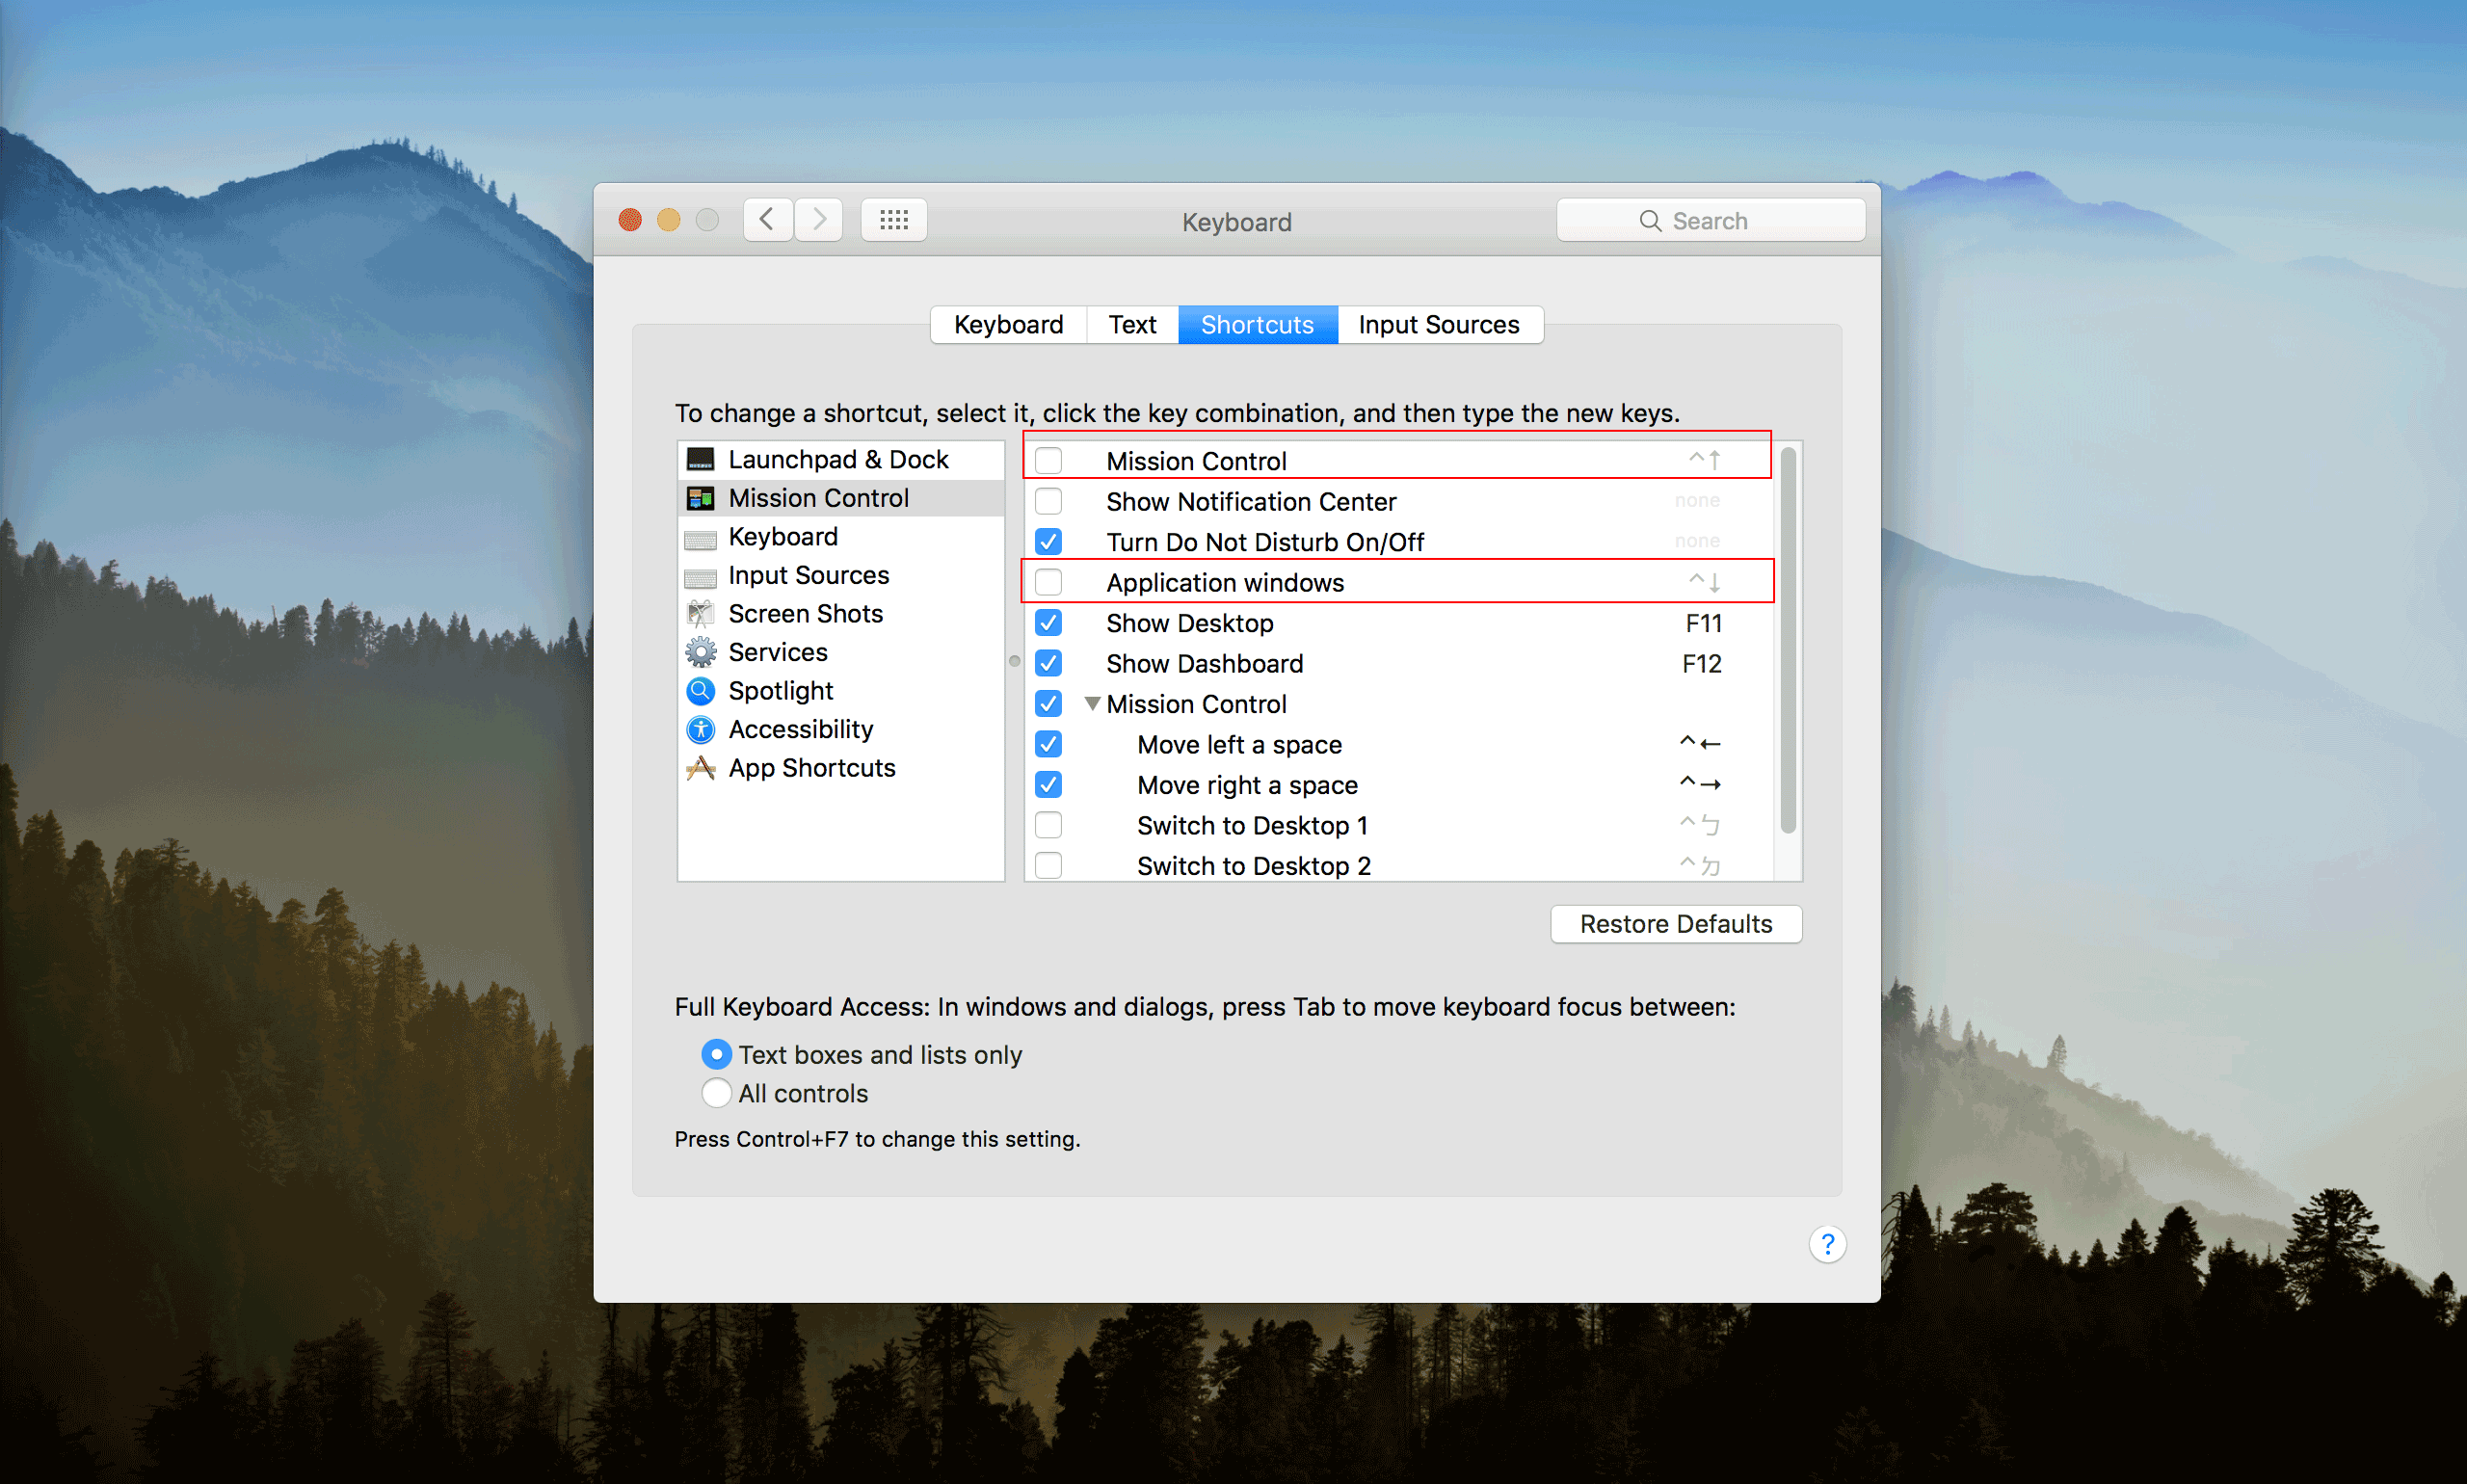 Keyboard
Search
Keyboard Text Shortcuts Input Sources
To change a shortcut, select it, click the key combination, and then type the new keys.
Launchpad & Dock
Mission Control
Keyboard
Input Sources
Screen Shots
Services
Spotlight
Accessibility
App Shortcuts
Mission Control ^↑
Show Notification Center none
Turn Do Not Disturb On/Off none
Application windows ^↓
Show Desktop F11
Show Dashboard F12
Mission Control
Move left a space ^←
Move right a space ^→
Switch to Desktop 1 ^ㄅ
Switch to Desktop 2 ^ㄉ
Restore Defaults
Full Keyboard Access: In windows and dialogs, press Tab to move keyboard focus between:
Text boxes and lists only
All controls
Press Control+F7 to change this setting.
?